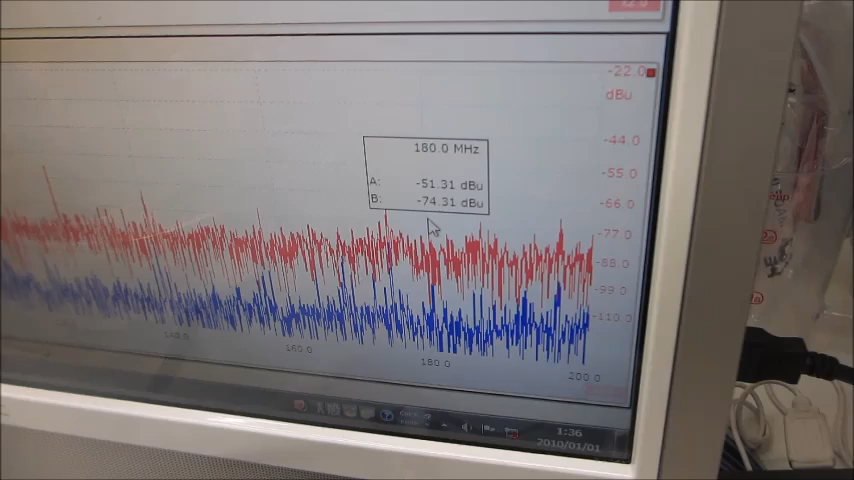 x2.0
-22.0
dBu
180.0 MHz
A: -51.31 dBu
B: -74.31 dBu
-44.0
-55.0
-66.0
-77.0
-88.0
-99.0
-110.0
140.0
160.0
180.0
200.0
1:36
2010/01/01